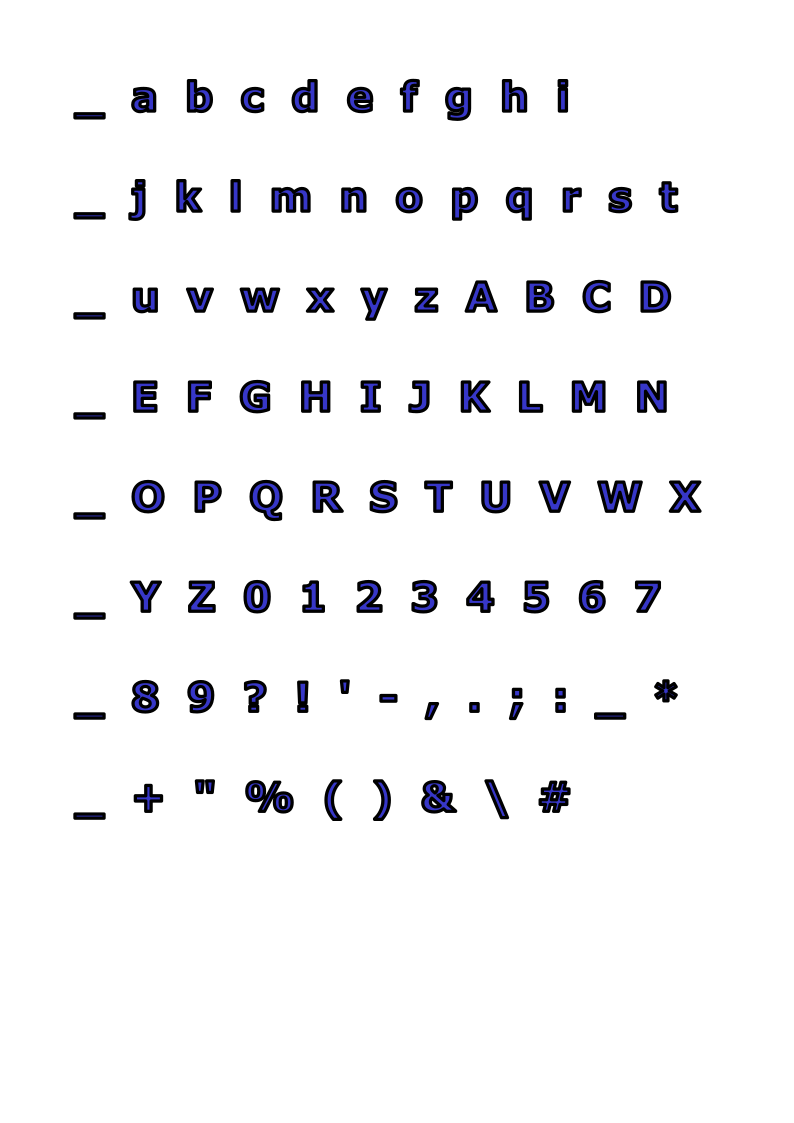 _ a b c d e f g h i
_ j k l m n o p q r s t
_ u v w x y z A B C D
_ E F G H I J K L M N
_ O P Q R S T U V W X
_ Y Z 0 1 2 3 4 5 6 7
_ 8 9 ? ! ' - , . ; : _ *
_ + " % ( ) & \ #